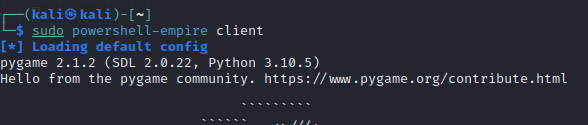 ┌──(kali㉿kali)-[~]
└─$ sudo powershell-empire client
[*] Loading default config
pygame 2.1.2 (SDL 2.0.22, Python 3.10.5)
Hello from the pygame community. https://www.pygame.org/contribute.html
`````````